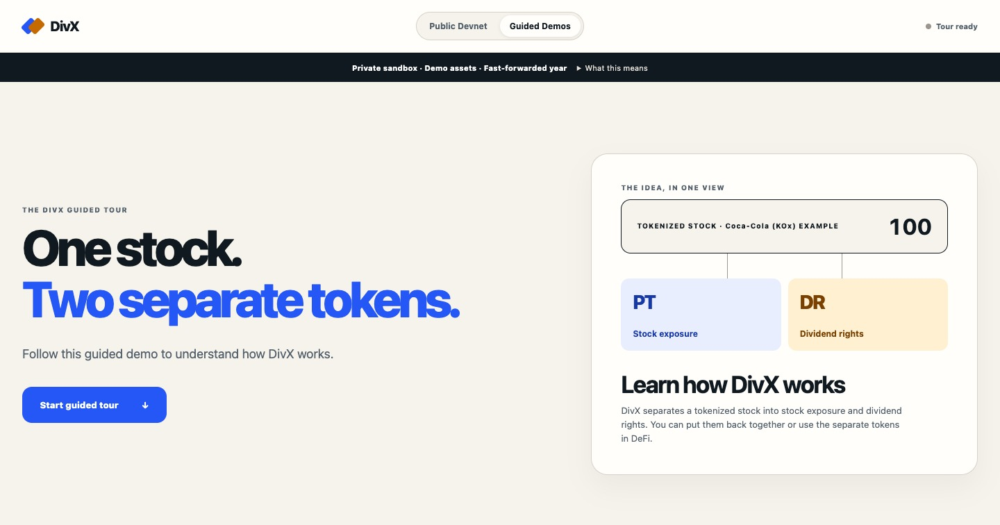 DivX
Public Devnet
Guided Demos
Tour ready
Private sandbox · Demo assets · Fast-forwarded year
What this means
THE DIVX GUIDED TOUR
One stock.
Two separate tokens.
Follow this guided demo to understand how DivX works.
Start guided tour ↓
THE IDEA, IN ONE VIEW
TOKENIZED STOCK · Coca-Cola (KOx) EXAMPLE
100
PT
Stock exposure
DR
Dividend rights
Learn how DivX works
DivX separates a tokenized stock into stock exposure and dividend
rights. You can put them back together or use the separate tokens
in DeFi.